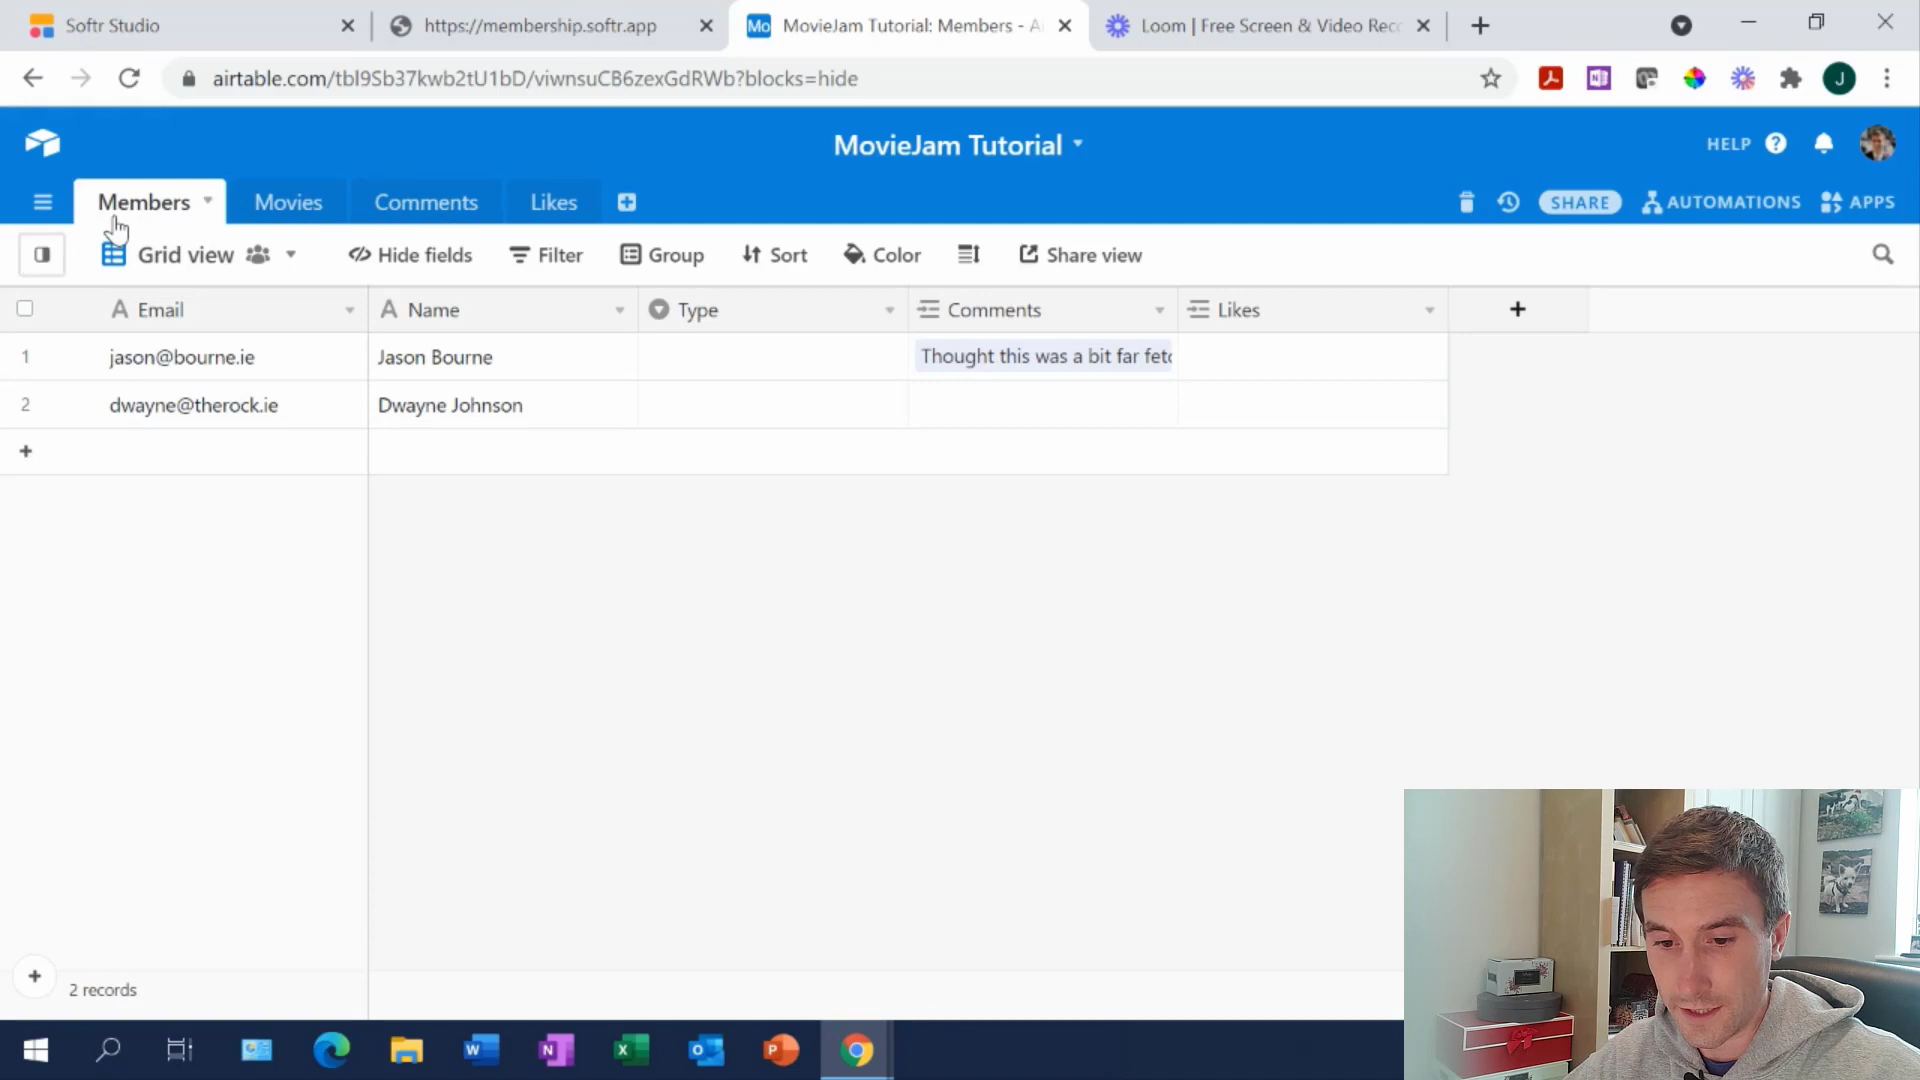 Softr Studio
https://membership.softr.app
MovieJam Tutorial: Members - A
Loom | Free Screen & Video Rec
airtable.com/tbl9Sb37kwb2tU1bD/viwnsuCB6zexGdRWb?blocks=hide
J
MovieJam Tutorial
HELP
Members
Movies
Comments
Likes
SHARE
AUTOMATIONS
APPS
Grid view
Hide fields
Filter
Group
Sort
Color
Share view
Email
Name
Type
Comments
Likes
1
jason@bourne.ie
Jason Bourne
Thought this was a bit far fetc
2
dwayne@therock.ie
Dwayne Johnson
2 records